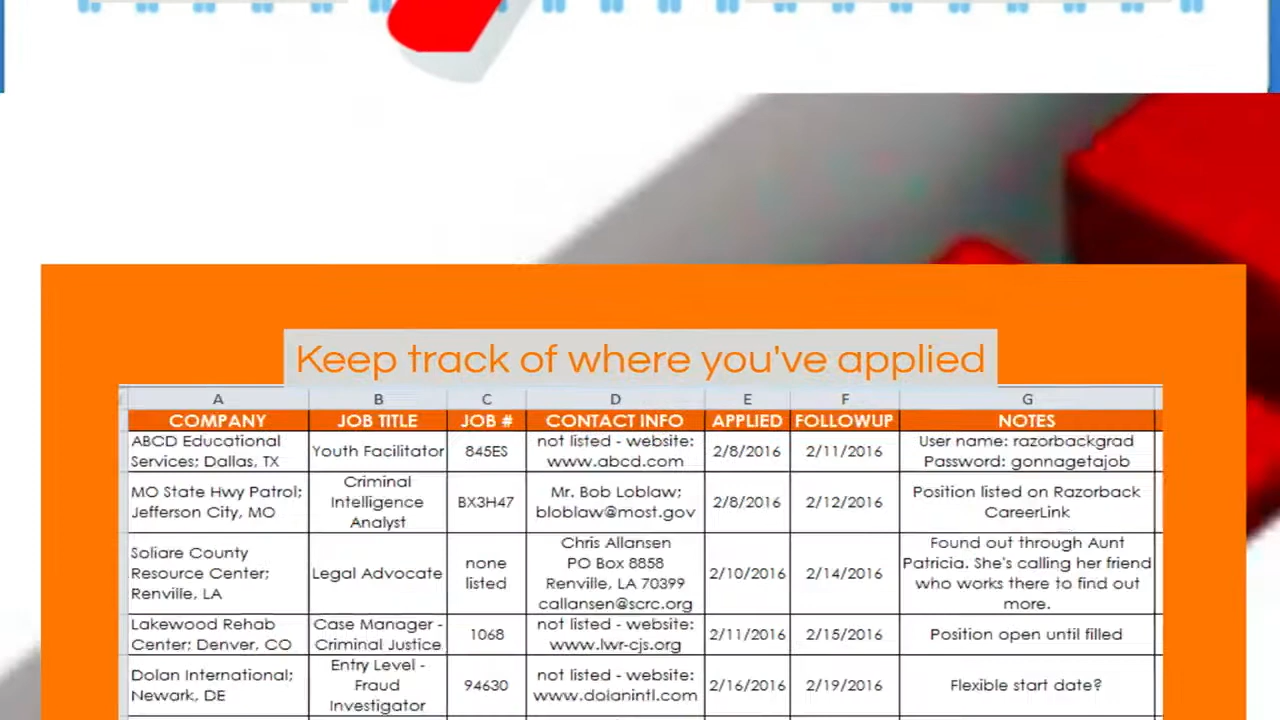 Keep track of where you've applied
A B C D E F G
COMPANY JOB TITLE JOB # CONTACT INFO APPLIED FOLLOWUP NOTES
ABCD Educational
Services; Dallas, TX
Youth Facilitator
845ES
not listed - website:
www.abcd.com
2/8/2016
2/11/2016
User name: razorbackgrad
Password: gonnagetajob
MO State Hwy Patrol;
Jefferson City, MO
Criminal
Intelligence
Analyst
BX3H47
Mr. Bob Loblaw;
bloblaw@most.gov
2/8/2016
2/12/2016
Position listed on Razorback
CareerLink
Soliare County
Resource Center;
Renville, LA
Legal Advocate
none
listed
Chris Allansen
PO Box 8858
Renville, LA 70399
callansen@scrc.org
2/10/2016
2/14/2016
Found out through Aunt
Patricia. She's calling her friend
who works there to find out
more.
Lakewood Rehab
Center; Denver, CO
Case Manager -
Criminal Justice
1068
not listed - website:
www.lwr-cjs.org
2/11/2016
2/15/2016
Position open until filled
Dolan International;
Newark, DE
Entry Level -
Fraud
Investigator
94630
not listed - website:
www.dolanintl.com
2/16/2016
2/19/2016
Flexible start date?